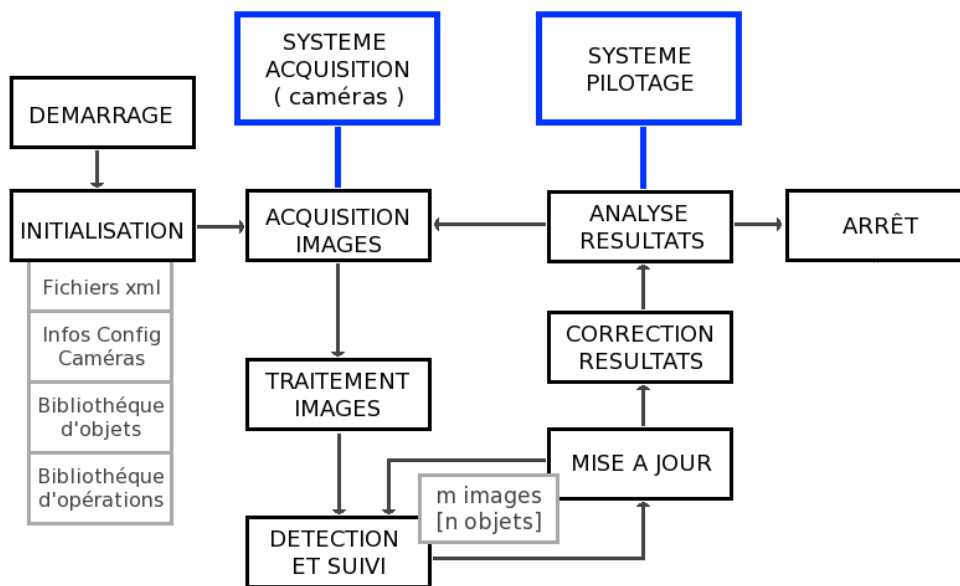 SYSTEME
ACQUISITION
( caméras )
SYSTEME
PILOTAGE
DEMARRAGE
INITIALISATION
ACQUISITION
IMAGES
ANALYSE
RESULTATS
ARRÊT
Fichiers xml
Infos Config
Caméras
Bibliothéque
d'objets
Bibliothéque
d'opérations
CORRECTION
RESULTATS
TRAITEMENT
IMAGES
MISE A JOUR
m images
[n objets]
DETECTION
ET SUIVI